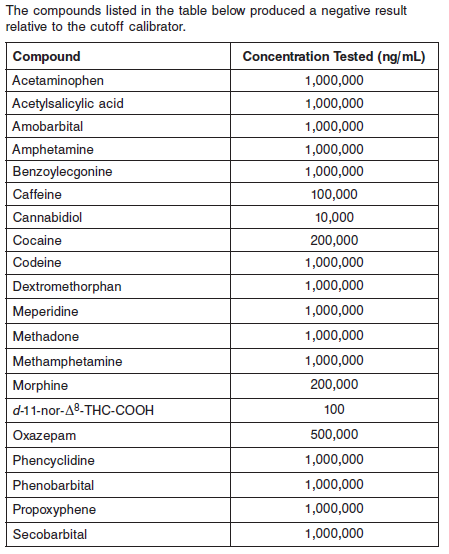 The compounds listed in the table below produced a negative result
relative to the cutoff calibrator.
Compound Concentration Tested (ng/mL)
Acetaminophen 1,000,000
Acetylsalicylic acid 1,000,000
Amobarbital 1,000,000
Amphetamine 1,000,000
Benzoylecgonine 1,000,000
Caffeine 100,000
Cannabidiol 10,000
Cocaine 200,000
Codeine 1,000,000
Dextromethorphan 1,000,000
Meperidine 1,000,000
Methadone 1,000,000
Methamphetamine 1,000,000
Morphine 200,000
d-11-nor-Δ⁸-THC-COOH 100
Oxazepam 500,000
Phencyclidine 1,000,000
Phenobarbital 1,000,000
Propoxyphene 1,000,000
Secobarbital 1,000,000